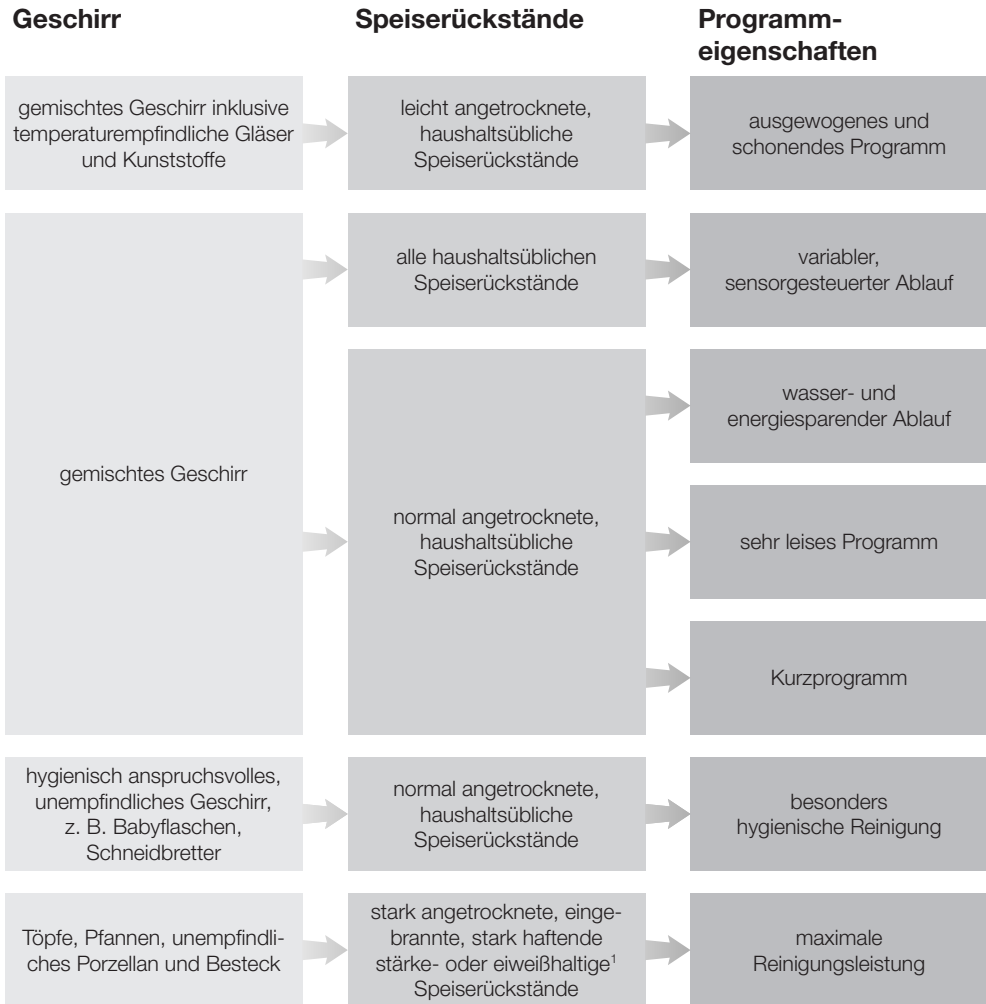 Geschirr
Speiserückstände
Programm-
eigenschaften
gemischtes Geschirr inklusive
temperaturempfindliche Gläser
und Kunststoffe
leicht angetrocknete,
haushaltsübliche
Speiserückstände
ausgewogenes und
schonendes Programm
gemischtes Geschirr
alle haushaltsüblichen
Speiserückstände
variabler,
sensorgesteuerter Ablauf
normal angetrocknete,
haushaltsübliche
Speiserückstände
wasser- und
energiesparender Ablauf
sehr leises Programm
Kurzprogramm
hygienisch anspruchsvolles,
unempfindliches Geschirr,
z. B. Babyflaschen,
Schneidbretter
normal angetrocknete,
haushaltsübliche
Speiserückstände
besonders
hygienische Reinigung
Töpfe, Pfannen, unempfindli-
ches Porzellan und Besteck
stark angetrocknete, einge-
brannte, stark haftende
stärke- oder eiweißhaltige¹
Speiserückstände
maximale
Reinigungsleistung